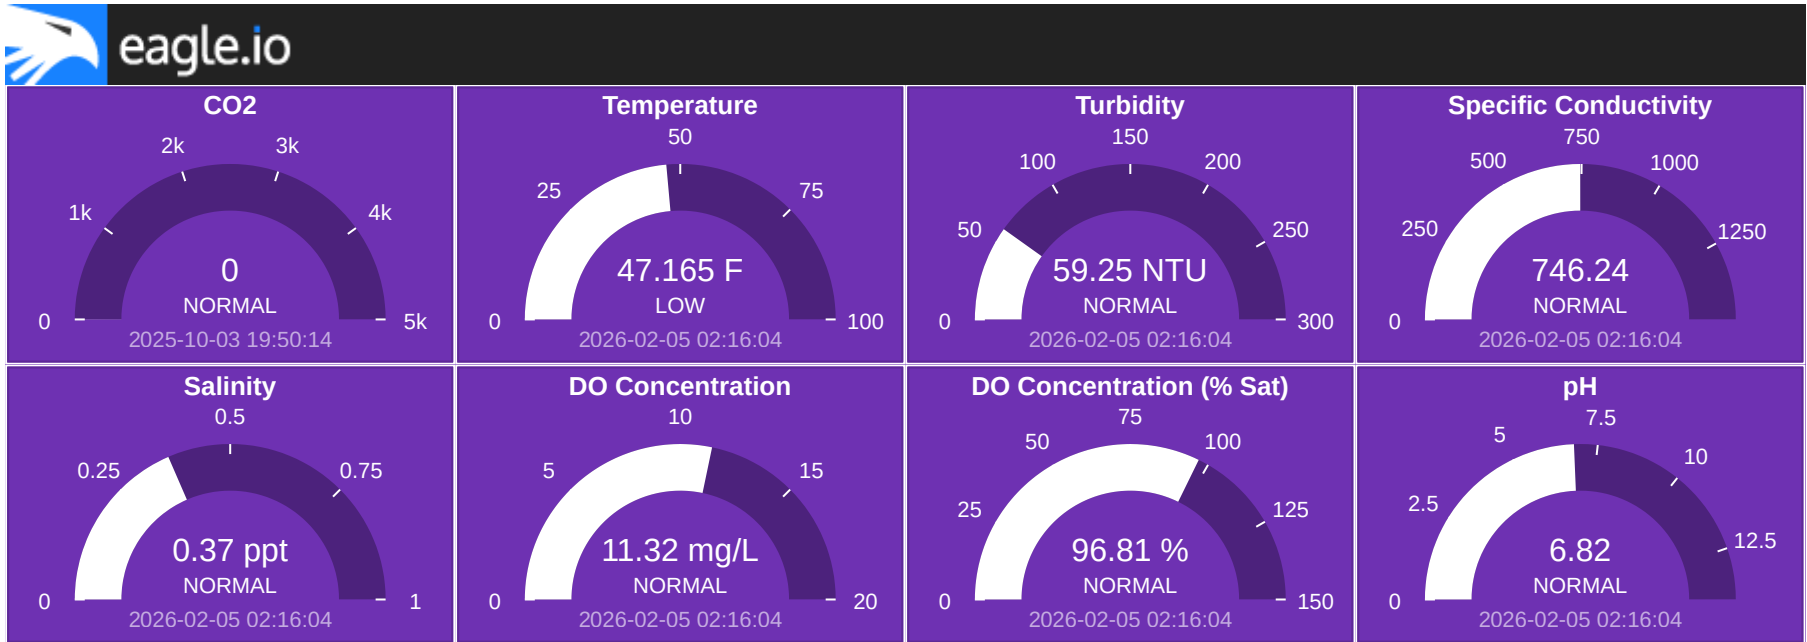 eagle.io
CO2
2k
3k
1k
4k
0
NORMAL
0
5k
2025-10-03 19:50:14
Temperature
50
25
75
47.165 F
LOW
0
100
2026-02-05 02:16:04
Turbidity
150
100
200
50
250
59.25 NTU
NORMAL
0
300
2026-02-05 02:16:04
Specific Conductivity
750
500
1000
250
1250
746.24
NORMAL
0
2026-02-05 02:16:04
Salinity
0.5
0.25
0.75
0.37 ppt
NORMAL
0
1
2026-02-05 02:16:04
DO Concentration
10
5
15
11.32 mg/L
NORMAL
0
20
2026-02-05 02:16:04
DO Concentration (% Sat)
75
50
100
25
125
96.81 %
NORMAL
0
150
2026-02-05 02:16:04
pH
7.5
5
10
2.5
12.5
6.82
NORMAL
0
2026-02-05 02:16:04